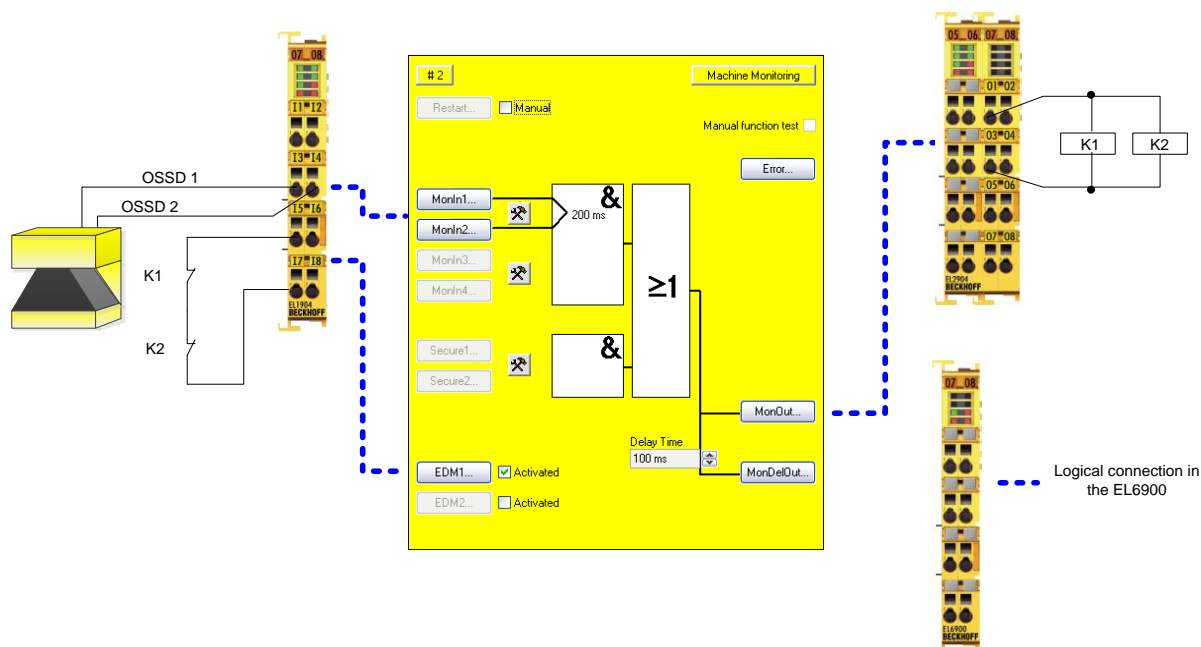 07_08
I1 I2
I3 I4
I5 I6
I7 I8
EL1904
BECKHOFF
OSSD 1
OSSD 2
K1
K2
# 2
Machine Monitoring
Restart...
Manual
Manual function test
Error...
MonIn1...
MonIn2...
MonIn3...
MonIn4...
&
200 ms
≥1
Secure1...
Secure2...
&
MonOut...
Delay Time
100 ms
MonDelOut...
EDM1...
Activated
EDM2...
Activated
05_06 07_08
01 02
03 04
05 06
07 08
EL2904
BECKHOFF
K1
K2
07_08
EL6900
BECKHOFF
Logical connection in
the EL6900